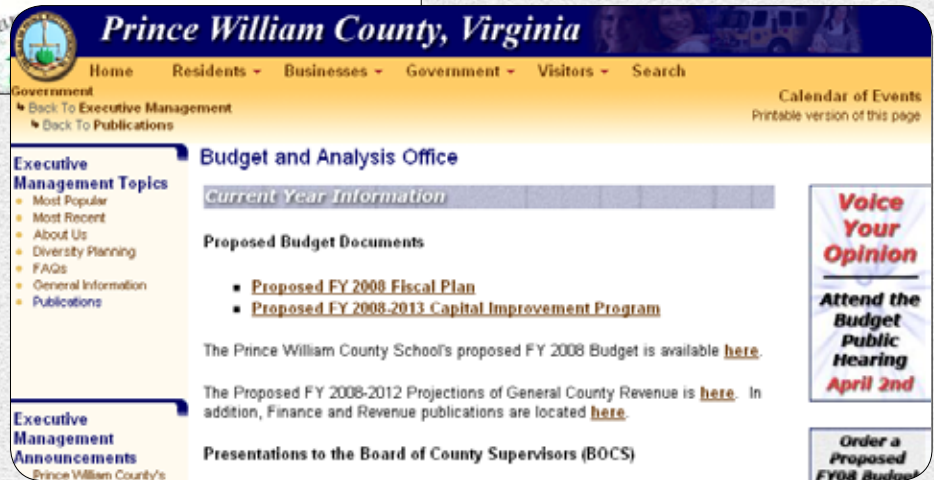 Prince William County, Virginia
Home Residents Businesses Government Visitors Search
Government
Back To Executive Management
Back To Publications
Calendar of Events
Printable version of this page
Executive
Management Topics
Most Popular
Most Recent
About Us
Diversity Planning
FAQs
General Information
Publications
Executive
Management
Announcements
Prince William County's
Budget and Analysis Office
Current Year Information
Proposed Budget Documents
Proposed FY 2008 Fiscal Plan
Proposed FY 2008-2013 Capital Improvement Program
The Prince William County School's proposed FY 2008 Budget is available here.
The Proposed FY 2008-2012 Projections of General County Revenue is here. In
addition, Finance and Revenue publications are located here.
Presentations to the Board of County Supervisors (BOCS)
Voice
Your
Opinion
Attend the
Budget
Public
Hearing
April 2nd
Order a
Proposed
FY08 Budget